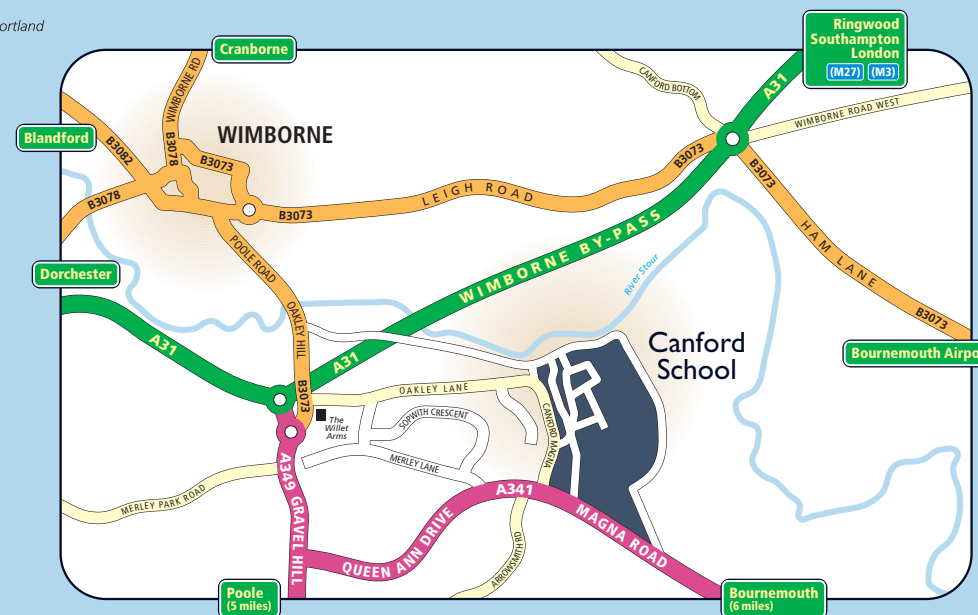 ortland
Cranborne
Ringwood
Southampton
London
(M27) (M3)
Blandford
WIMBORNE
WIMBORNE RD
B3078
B3082
B3073
B3078
B3073
LEIGH ROAD
B3073
CANFORD BOTTOM
A31
WIMBORNE ROAD WEST
B3073
HAM LANE
B3073
Bournemouth Airpo
Dorchester
POOLE ROAD
OAKLEY HILL
B3073
A31
A31
WIMBORNE BY-PASS
River Stour
Canford
School
OAKLEY LANE
The
Willet
Arms
SOPWITH CRESCENT
MERLEY LANE
CANFORD MAGNA
MERLEY PARK ROAD
A349 GRAVEL HILL
QUEEN ANN DRIVE
A341
MAGNA ROAD
ARROWSMITH RD
Poole
(5 miles)
Bournemouth
(6 miles)